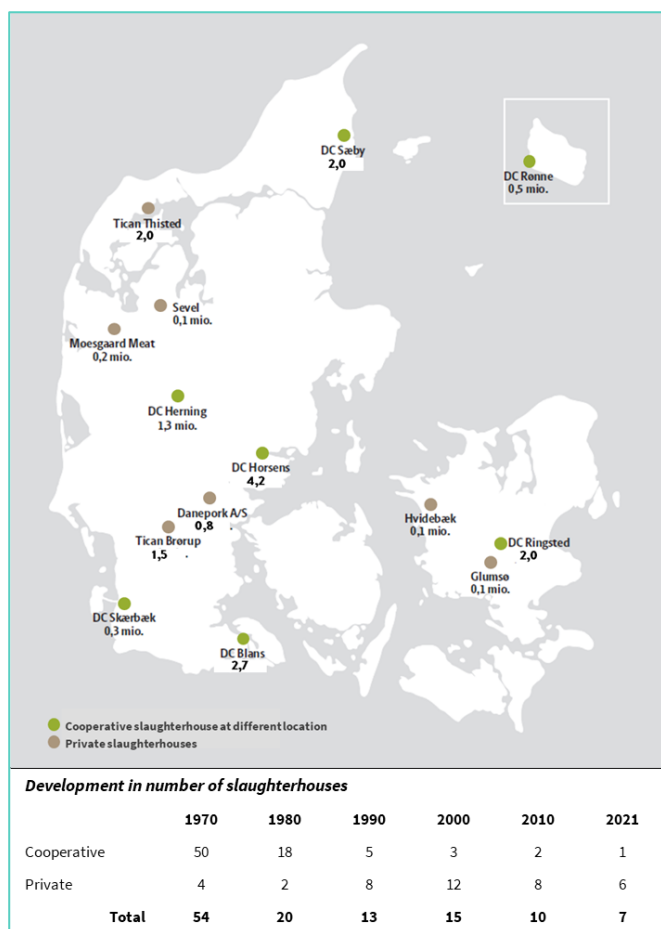 DC Sæby
2,0
DC Rønne
0,5 mio.
Tican Thisted
2,0
Sevel
0,1 mio.
Moesgaard Meat
0,2 mio.
DC Herning
1,3 mio.
DC Horsens
4,2
Danepork A/S
0,8 .
Tican Brørup
1,5 .
Hvidebæk
0,1 mio.
DC Ringsted
2,0
Glumsø
0,1 mio.
DC Skærbæk
0,3 mio.
DC Blans
2,7
Cooperative slaughterhouse at different location
Private slaughterhouses
Development in number of slaughterhouses
1970 1980 1990 2000 2010 2021
Cooperative 50 18 5 3 2 1
Private 4 2 8 12 8 6
Total 54 20 13 15 10 7